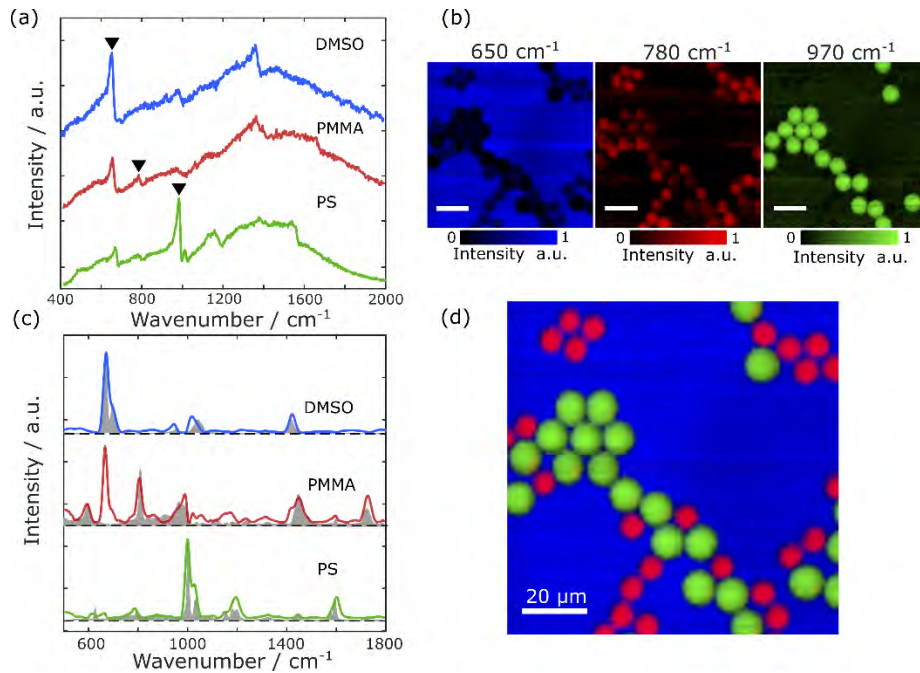 (a)
DMSO
PMMA
PS
Intensity / a.u.
400 800 1200 1600 2000
Wavenumber / cm-1
(b)
650 cm-1 780 cm-1 970 cm-1
0 1 0 1 0 1
Intensity a.u. Intensity a.u. Intensity a.u.
(c)
DMSO
PMMA
PS
Intensity / a.u.
600 1000 1400 1800
Wavenumber / cm-1
(d)
20 µm